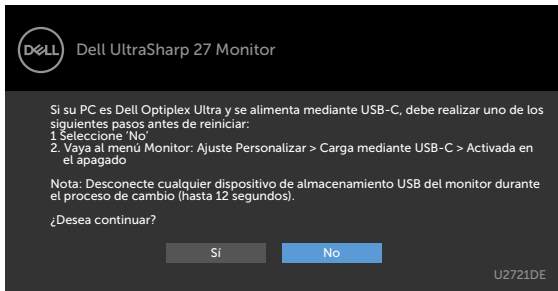 DELL
Dell UltraSharp 27 Monitor
Si su PC es Dell Optiplex Ultra y se alimenta mediante USB-C, debe realizar uno de los
siguientes pasos antes de reiniciar:
1 Seleccione ‘No’
2. Vaya al menú Monitor: Ajuste Personalizar > Carga mediante USB-C > Activada en
el apagado
Nota: Desconecte cualquier dispositivo de almacenamiento USB del monitor durante
el proceso de cambio (hasta 12 segundos).
¿Desea continuar?
Sí No
U2721DE